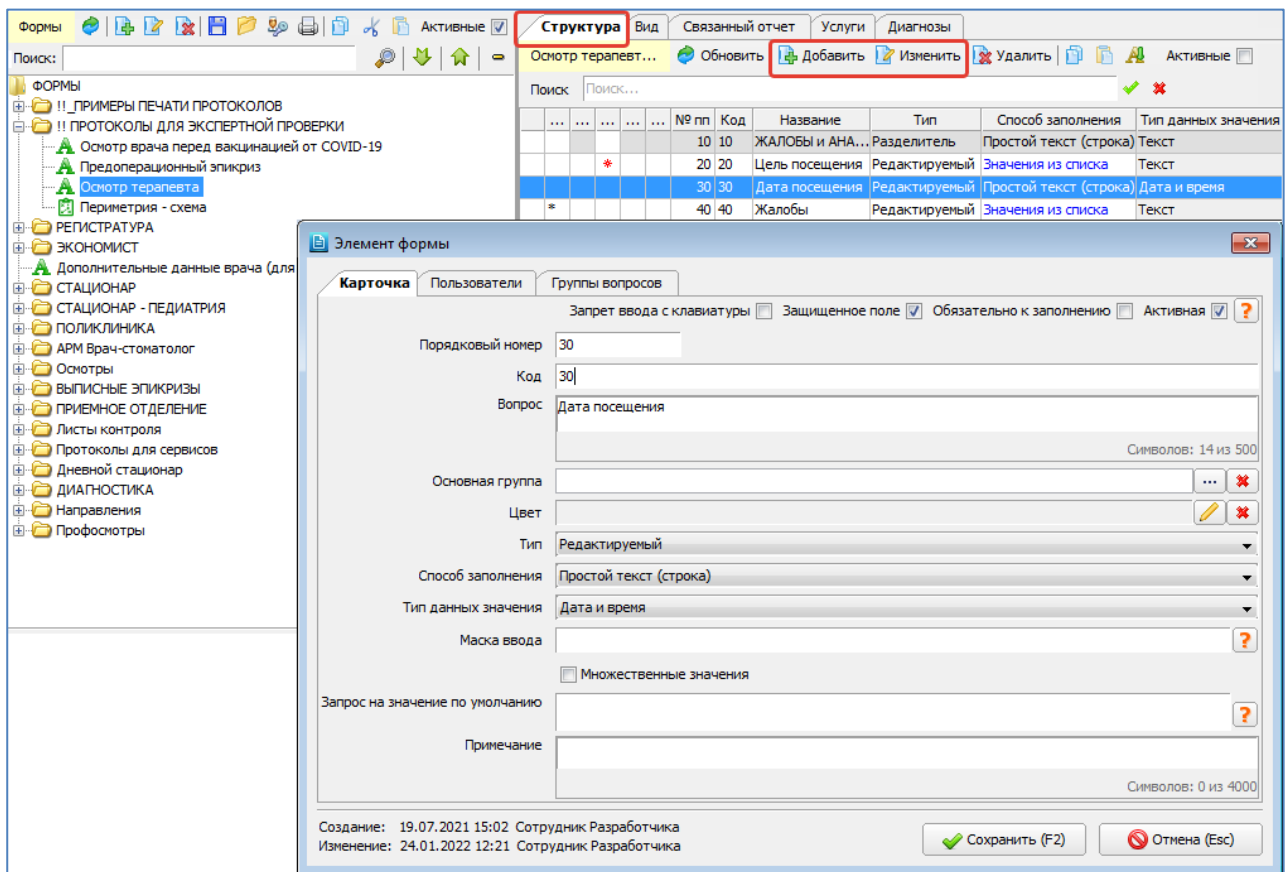 Формы Активные
Поиск:
ФОРМЫ
!!_ПРИМЕРЫ ПЕЧАТИ ПРОТОКОЛОВ
!! ПРОТОКОЛЫ ДЛЯ ЭКСПЕРТНОЙ ПРОВЕРКИ
Осмотр врача перед вакцинацией от COVID-19
Предоперационный эпикриз
Осмотр терапевта
Периметрия - схема
РЕГИСТРАТУРА
ЭКОНОМИСТ
Дополнительные данные врача (для
СТАЦИОНАР
СТАЦИОНАР - ПЕДИАТРИЯ
ПОЛИКЛИНИКА
АРМ Врач-стоматолог
Осмотры
ВЫПИСНЫЕ ЭПИКРИЗЫ
ПРИЕМНОЕ ОТДЕЛЕНИЕ
Листы контроля
Протоколы для сервисов
Дневной стационар
ДИАГНОСТИКА
Направления
Профосмотры
Структура Вид Связанный отчет Услуги Диагнозы
Осмотр терапевт... Обновить Добавить Изменить Удалить Активные
Поиск Поиск...
... ... ... ... ... № пп Код Название Тип Способ заполнения Тип данных значения
10 10 ЖАЛОБЫ и АНА... Разделитель Простой текст (строка) Текст
* 20 20 Цель посещения Редактируемый Значения из списка Текст
30 30 Дата посещения Редактируемый Простой текст (строка) Дата и время
* 40 40 Жалобы Редактируемый Значения из списка Текст
Элемент формы
Карточка Пользователи Группы вопросов
Запрет ввода с клавиатуры Защищенное поле Обязательно к заполнению Активная ?
Порядковый номер 30
Код 30
Вопрос Дата посещения
Символов: 14 из 500
Основная группа ...
Цвет
Тип Редактируемый
Способ заполнения Простой текст (строка)
Тип данных значения Дата и время
Маска ввода ?
Множественные значения
Запрос на значение по умолчанию ?
Примечание
Символов: 0 из 4000
Создание: 19.07.2021 15:02 Сотрудник Разработчика
Изменение: 24.01.2022 12:21 Сотрудник Разработчика
Сохранить (F2) Отмена (Esc)